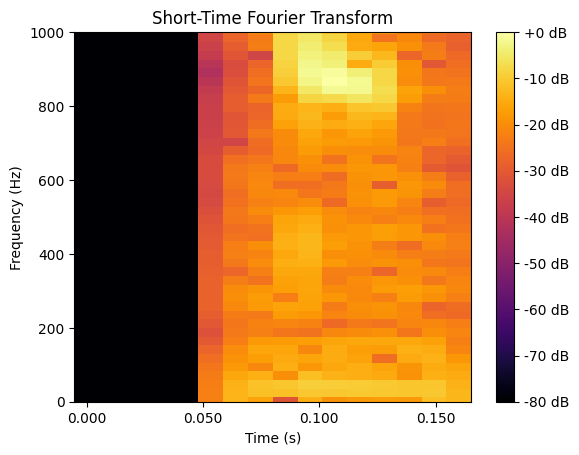 Short-Time Fourier Transform
Frequency (Hz)
1000
800
600
400
200
0
0.000
0.050
0.100
0.150
Time (s)
+0 dB
-10 dB
-20 dB
-30 dB
-40 dB
-50 dB
-60 dB
-70 dB
-80 dB